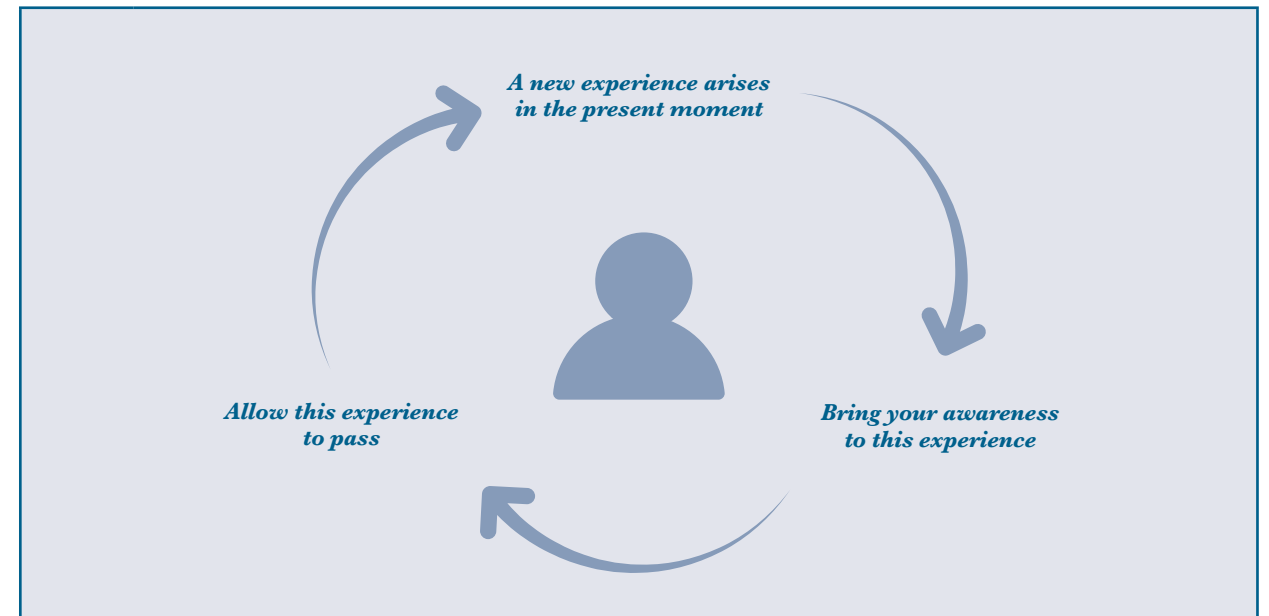 A new experience arises
in the present moment
Allow this experience
to pass
Bring your awareness
to this experience